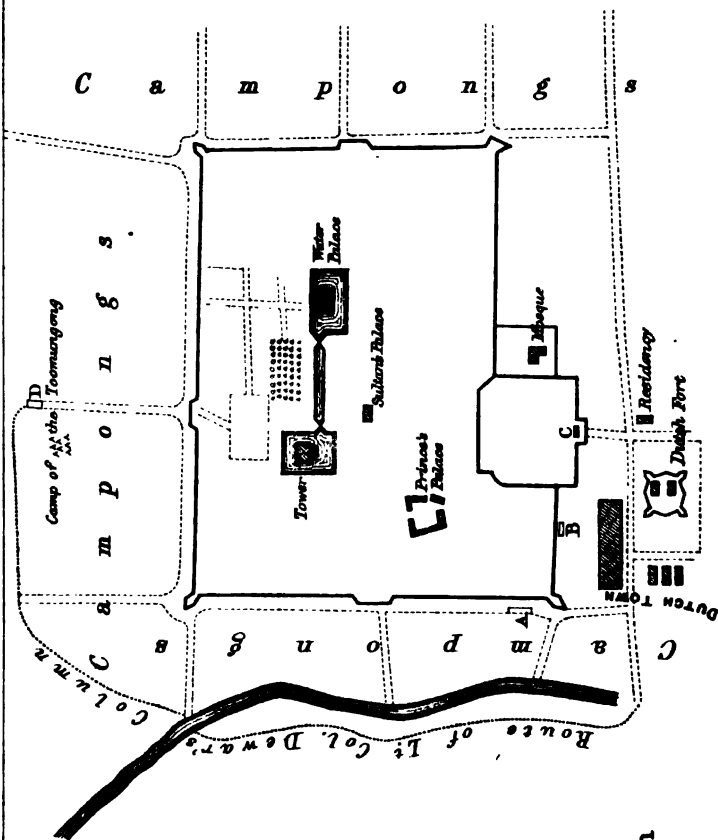 Campongs
Campongs
D
Camp of the Toomungong
Water
Palace
Mosque
Sultan's Palace
Residency
Dutch Fort
Prince's
Palace
Tower
C
B
A
DUTCH TOWN
Campongs
Route of Lt. Col. Dewar's
Column